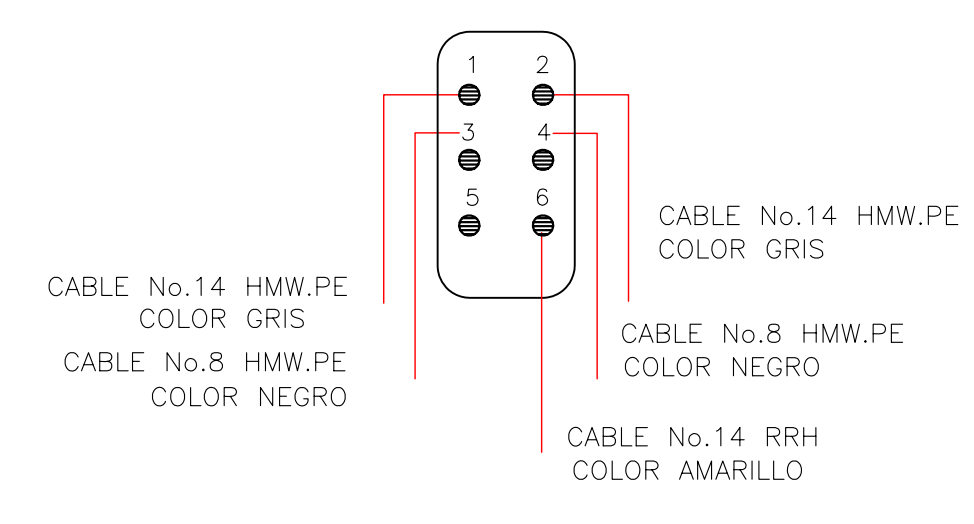 1 2
3 4
5 6
CABLE No.14 HMW.PE
COLOR GRIS
CABLE No.14 HMW.PE
COLOR GRIS
CABLE No.8 HMW.PE
COLOR NEGRO
CABLE No.8 HMW.PE
COLOR NEGRO
CABLE No.14 RRH
COLOR AMARILLO